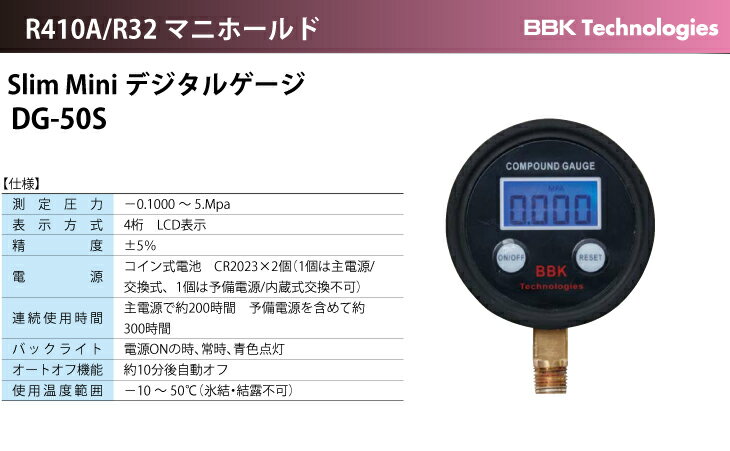 R410A/R32 マニホールド
BBK Technologies
Slim Mini デジタルゲージ
DG-50S
【仕様】
測定圧力 －0.1000 ～ 5.Mpa
表示方式 4桁　LCD表示
精度 ±5%
電源 コイン式電池　CR2023×2個（1個は主電源/
交換式、1個は予備電源/内蔵式交換不可）
連続使用時間 主電源で約200時間　予備電源を含めて約
300時間
バックライト 電源ONの時、常時、青色点灯
オートオフ機能 約10分後自動オフ
使用温度範囲 －10 ～ 50℃（氷結・結露不可）
COMPOUND GAUGE
MPA
0.000
ON/OFF
RESET
BBK
Technologies